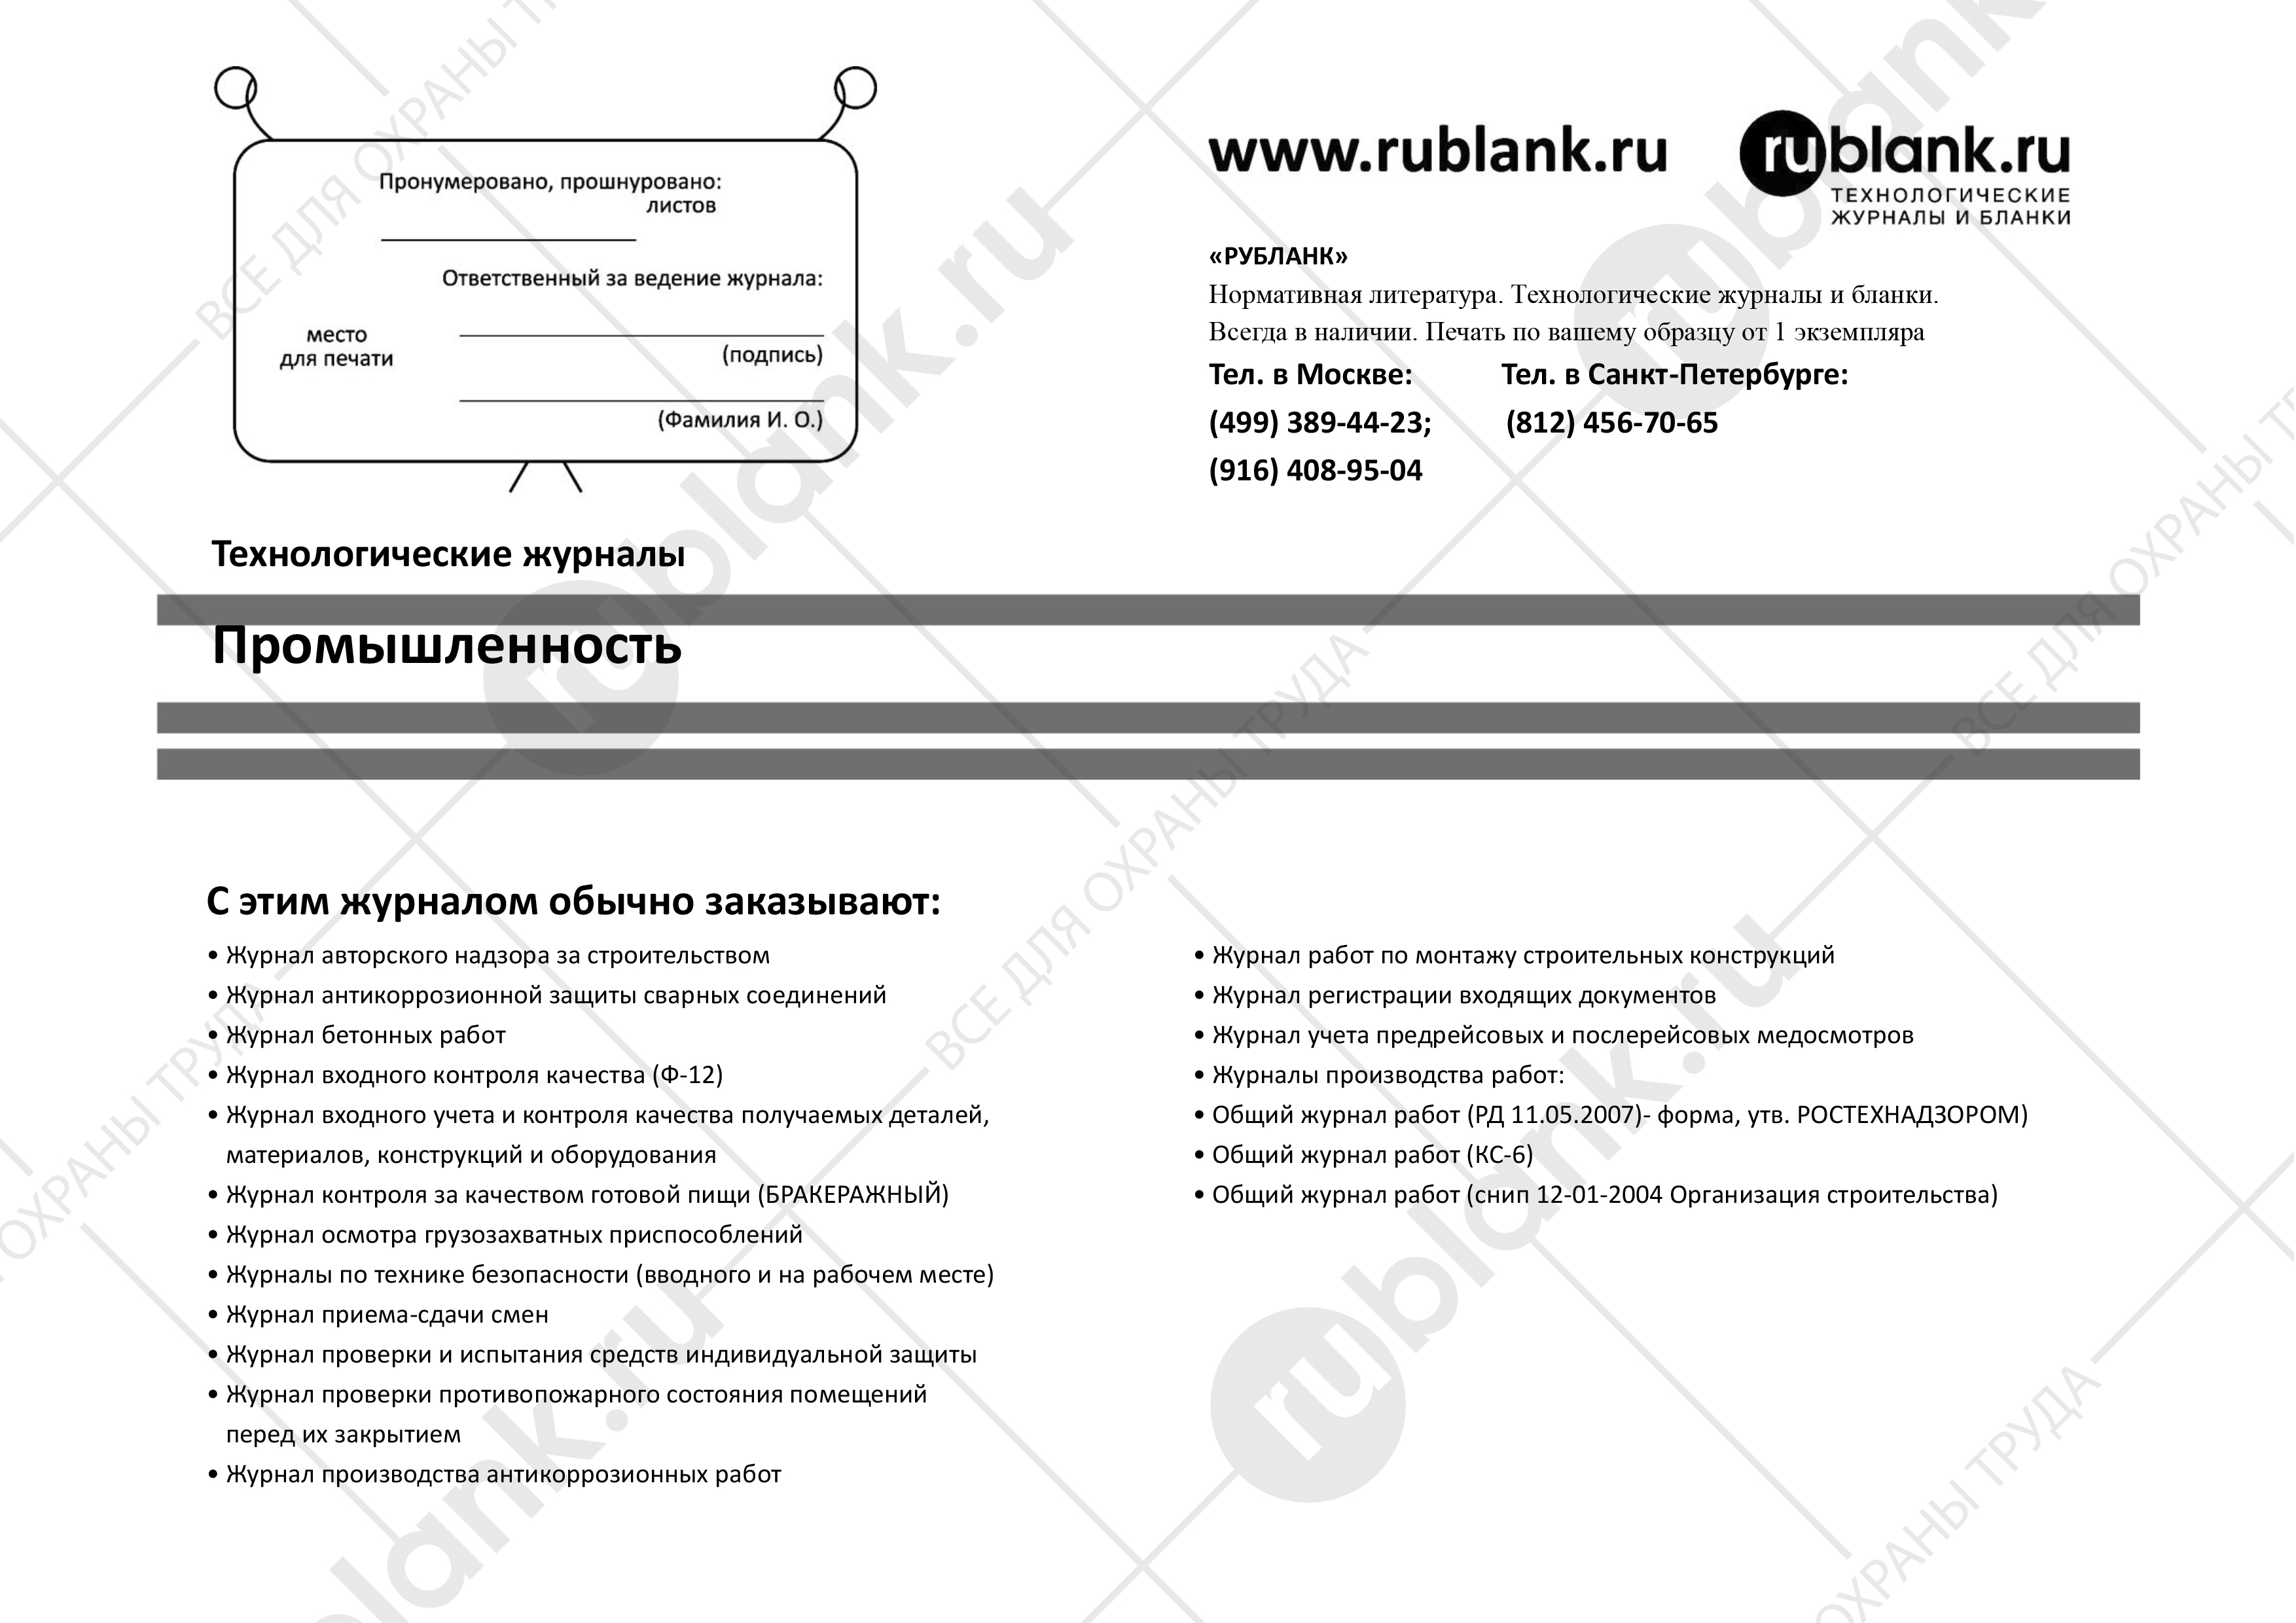 Пронумеровано, прошнуровано:
листов
Ответственный за ведение журнала:
место
для печати
(подпись)
(Фамилия И. О.)
www.rublank.ru
rublank.ru
ТЕХНОЛОГИЧЕСКИЕ
ЖУРНАЛЫ И БЛАНКИ
«РУБЛАНК»
Нормативная литература. Технологические журналы и бланки.
Всегда в наличии. Печать по вашему образцу от 1 экземпляра
Тел. в Москве: Тел. в Санкт-Петербурге:
(499) 389-44-23; (812) 456-70-65
(916) 408-95-04
Технологические журналы
Промышленность
С этим журналом обычно заказывают:
• Журнал авторского надзора за строительством
• Журнал антикоррозионной защиты сварных соединений
• Журнал бетонных работ
• Журнал входного контроля качества (Ф-12)
• Журнал входного учета и контроля качества получаемых деталей,
материалов, конструкций и оборудования
• Журнал контроля за качеством готовой пищи (БРАКЕРАЖНЫЙ)
• Журнал осмотра грузозахватных приспособлений
• Журналы по технике безопасности (вводного и на рабочем месте)
• Журнал приема-сдачи смен
• Журнал проверки и испытания средств индивидуальной защиты
• Журнал проверки противопожарного состояния помещений
перед их закрытием
• Журнал производства антикоррозионных работ
• Журнал работ по монтажу строительных конструкций
• Журнал регистрации входящих документов
• Журнал учета предрейсовых и послерейсовых медосмотров
• Журналы производства работ:
• Общий журнал работ (РД 11.05.2007)- форма, утв. РОСТЕХНАДЗОРОМ)
• Общий журнал работ (КС-6)
• Общий журнал работ (снип 12-01-2004 Организация строительства)
rublank.ru
ВСЕ ДЛЯ ОХРАНЫ ТРУДА